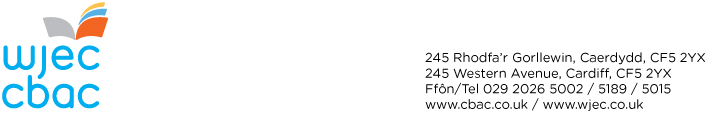 wjec
cbac
245 Rhodfa'r Gorllewin, Caerdydd, CF5 2YX
245 Western Avenue, Cardiff, CF5 2YX
Ffôn/Tel 029 2026 5002 / 5189 / 5015
www.cbac.co.uk / www.wjec.co.uk